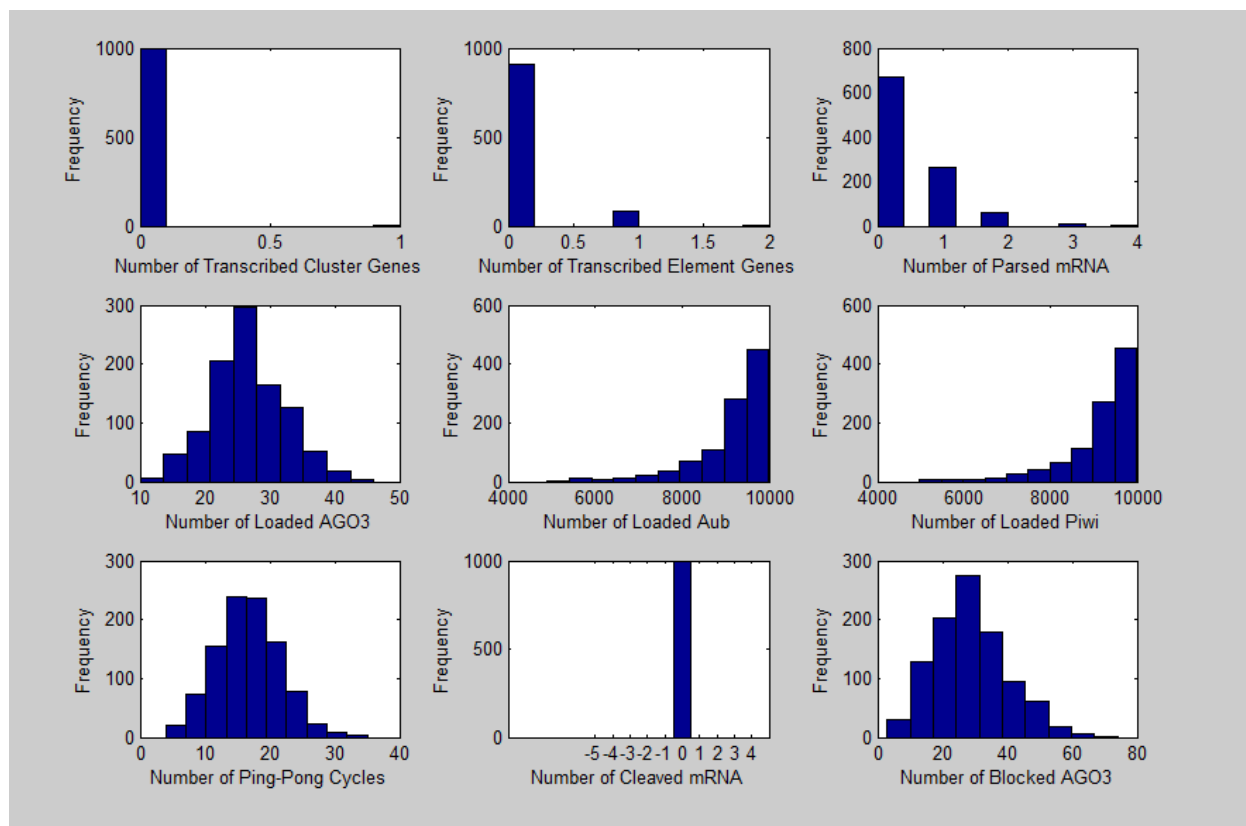 1000
500
0
Frequency
0 0.5 1
Number of Transcribed Cluster Genes
1000
500
0
Frequency
0 0.5 1 1.5 2
Number of Transcribed Element Genes
800
600
400
200
0
Frequency
0 1 2 3 4
Number of Parsed mRNA
300
200
100
0
Frequency
10 20 30 40 50
Number of Loaded AGO3
600
400
200
0
Frequency
4000 6000 8000 10000
Number of Loaded Aub
600
400
200
0
Frequency
4000 6000 8000 10000
Number of Loaded Piwi
300
200
100
0
Frequency
0 10 20 30 40
Number of Ping-Pong Cycles
1000
500
0
Frequency
-5 -4 -3 -2 -1 0 1 2 3 4
Number of Cleaved mRNA
300
200
100
0
Frequency
0 20 40 60 80
Number of Blocked AGO3